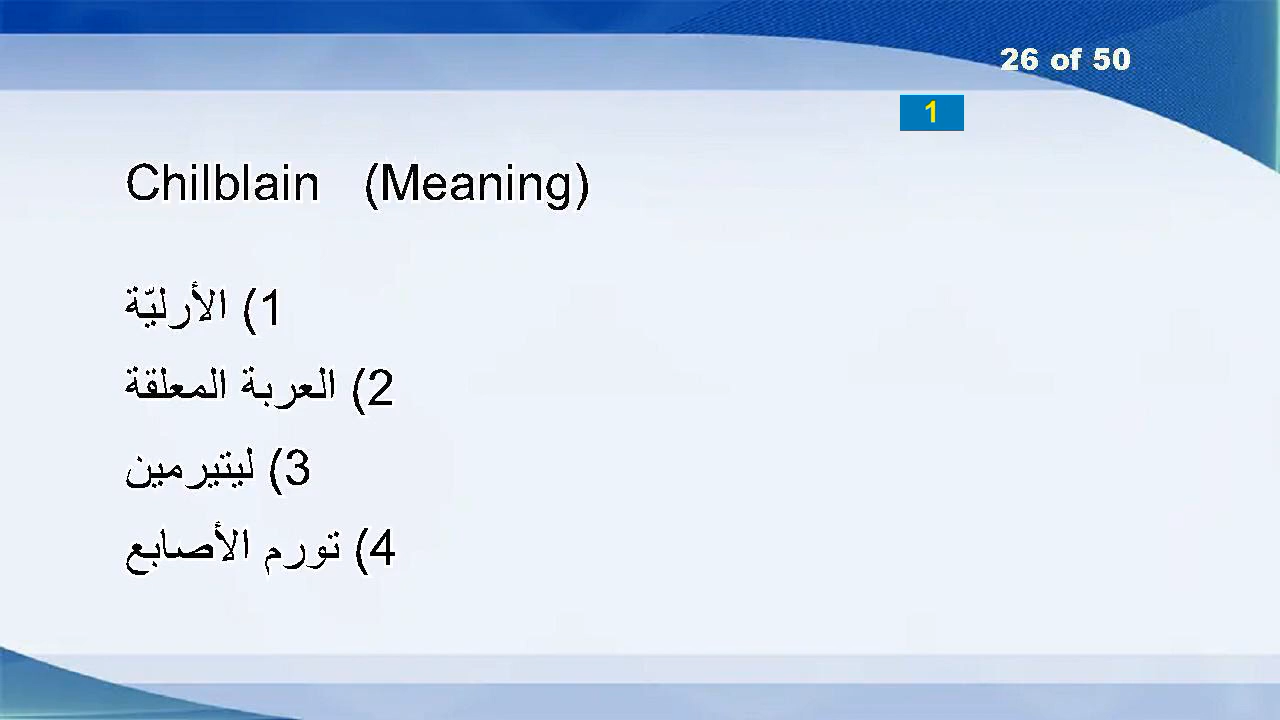 26 of 50
1
Chilblain (Meaning)
1) الأرليّة
2) العربة المعلقة
3) ليتيرمين
4) تورم الأصابع